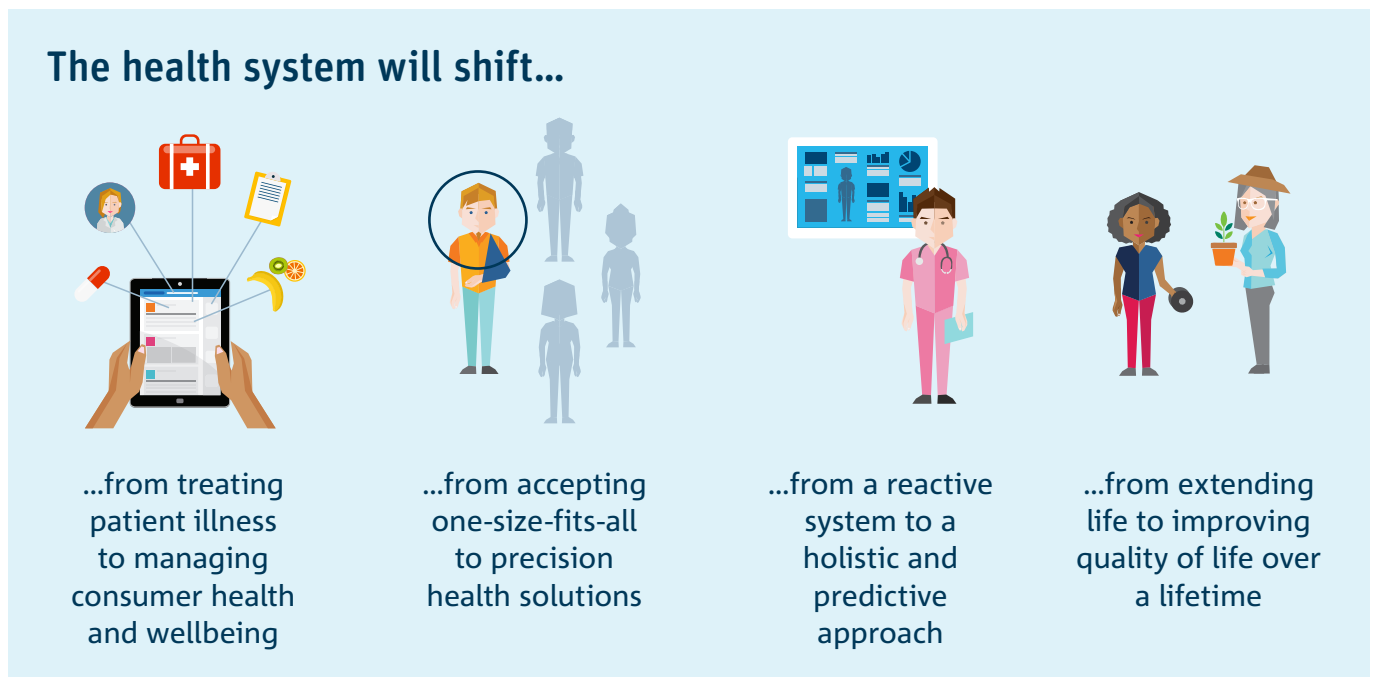 The health system will shift...
...from treating
patient illness
to managing
consumer health
and wellbeing
...from accepting
one-size-fits-all
to precision
health solutions
...from a reactive
system to a
holistic and
predictive
approach
...from extending
life to improving
quality of life over
a lifetime